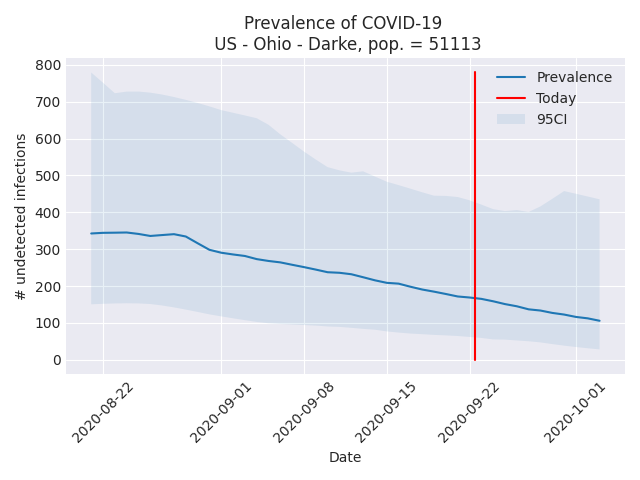 Prevalence of COVID-19
US - Ohio - Darke, pop. = 51113
800
700
600
500
400
300
200
100
0
# undetected infections
Prevalence
Today
95CI
2020-08-22
2020-09-01
2020-09-08
2020-09-15
2020-09-22
2020-10-01
Date